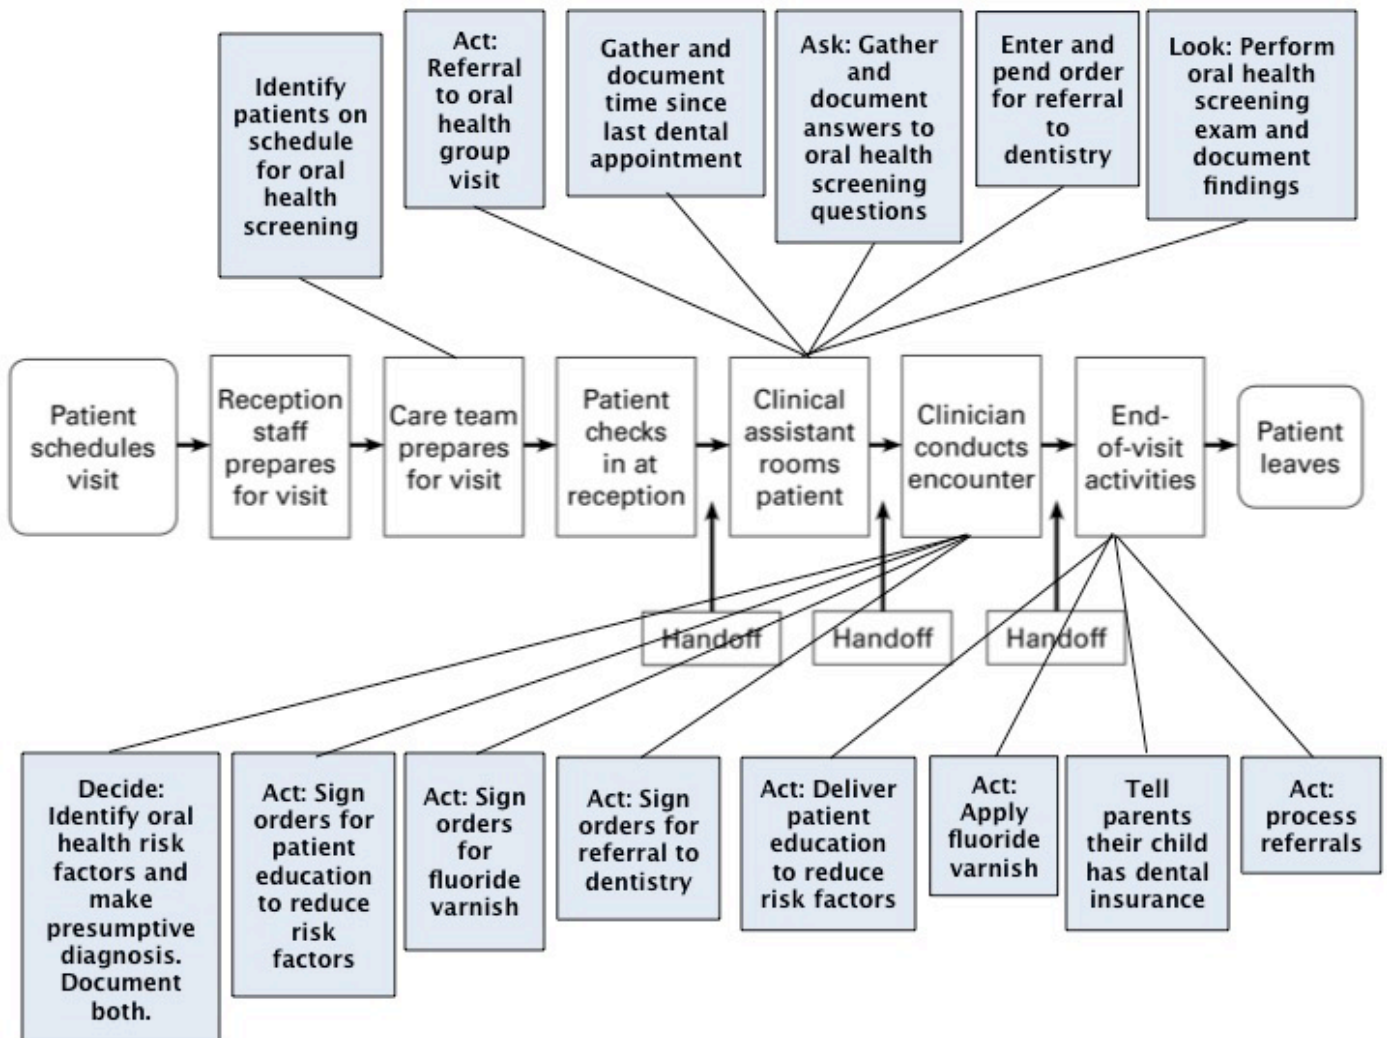 Identify
patients on
schedule
for oral
health
screening
Act:
Referral
to oral
health
group
visit
Gather and
document
time since
last dental
appointment
Ask: Gather
and
document
answers to
oral health
screening
questions
Enter and
pend order
for referral
to
dentistry
Look: Perform
oral health
screening
exam and
document
findings
Patient
schedules
visit
Reception
staff
prepares
for visit
Care team
prepares
for visit
Patient
checks
in at
reception
Clinical
assistant
rooms
patient
Clinician
conducts
encounter
End-
of-visit
activities
Patient
leaves
Handoff
Handoff
Handoff
Decide:
Identify oral
health risk
factors and
make
presumptive
diagnosis.
Document
both.
Act: Sign
orders for
patient
education
to reduce
risk
factors
Act: Sign
orders
for
fluoride
varnish
Act: Sign
orders for
referral to
dentistry
Act: Deliver
patient
education
to reduce
risk factors
Act:
Apply
fluoride
varnish
Tell
parents
their child
has dental
insurance
Act:
process
referrals